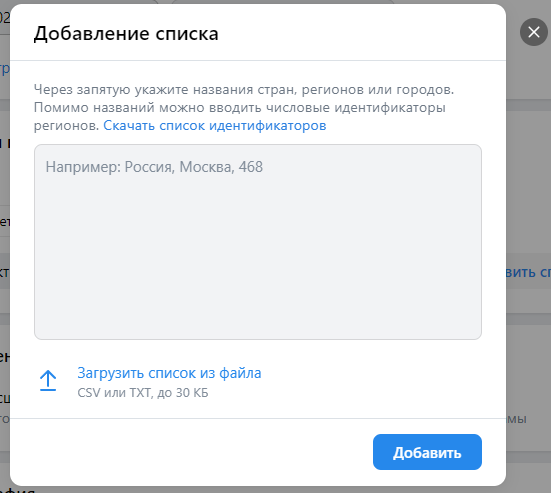 02
Добавление списка
Через запятую укажите названия стран, регионов или городов.
Помимо названий можно вводить числовые идентификаторы
регионов. Скачать список идентификаторов
Например: Россия, Москва, 468
Загрузить список из файла
CSV или TXT, до 30 КБ
Добавить